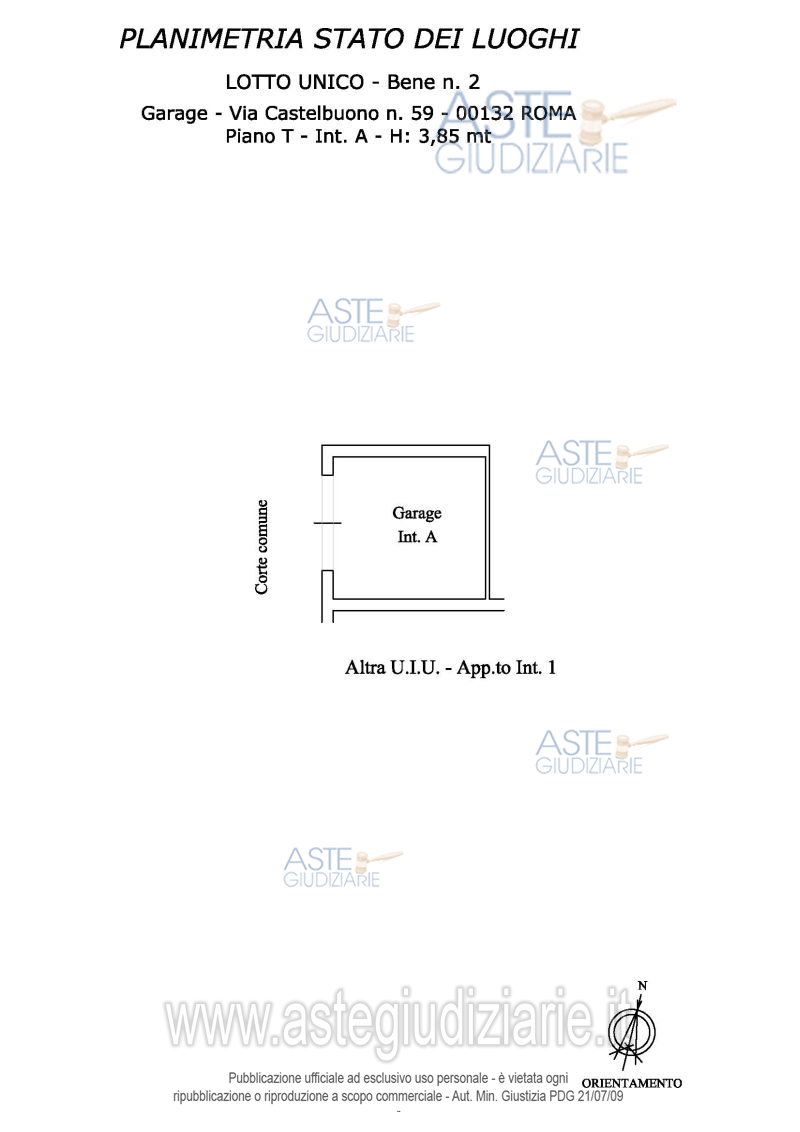 PLANIMETRIA STATO DEI LUOGHI
LOTTO UNICO - Bene n. 2
Garage - Via Castelbuono n. 59 - 00132 ROMA
Piano T - Int. A - H: 3,85 mt
ASTE
GIUDIZIARIE
ASTE
GIUDIZIARIE
ASTE
GIUDIZIARIE
Garage
Int. A
Corte comune
Altra U.I.U. - App.to Int. 1
ASTE
GIUDIZIARIE
ASTE
GIUDIZIARIE
N
www.astegiudiziarie.it
ORIENTAMENTO
Pubblicazione ufficiale ad esclusivo uso personale - è vietata ogni
ripubblicazione o riproduzione a scopo commerciale - Aut. Min. Giustizia PDG 21/07/09
-